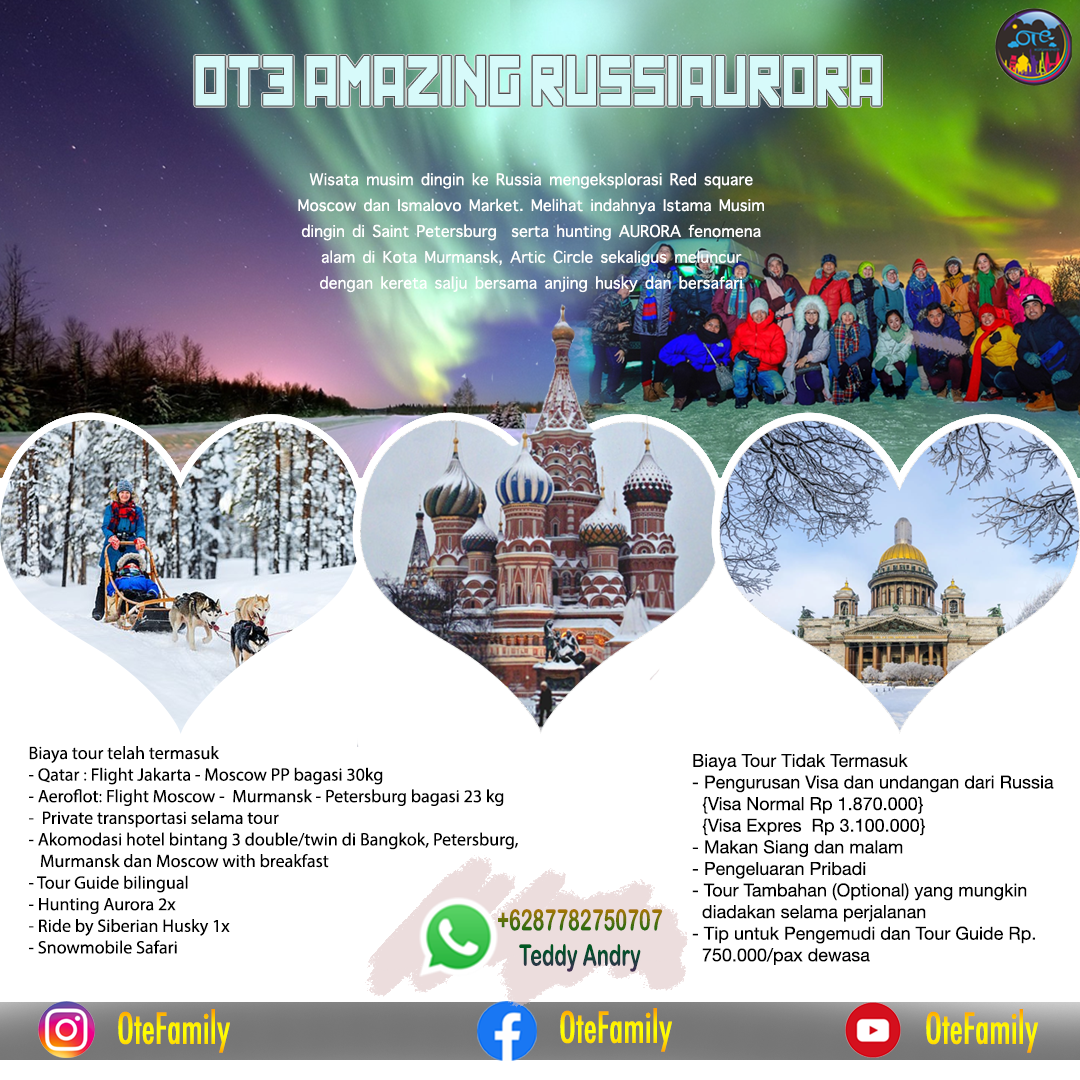 OTE
OT3 AMAZING RUSSIAURORA
Wisata musim dingin ke Russia mengeksplorasi Red square
Moscow dan Ismalovo Market. Melihat indahnya Istama Musim
dingin di Saint Petersburg serta hunting AURORA fenomena
alam di Kota Murmansk, Artic Circle sekaligus meluncur
dengan kereta salju bersama anjing husky dan bersafari
Biaya tour telah termasuk
- Qatar : Flight Jakarta - Moscow PP bagasi 30kg
- Aeroflot: Flight Moscow - Murmansk - Petersburg bagasi 23 kg
- Private transportasi selama tour
- Akomodasi hotel bintang 3 double/twin di Bangkok, Petersburg,
Murmansk dan Moscow with breakfast
- Tour Guide bilingual
- Hunting Aurora 2x
- Ride by Siberian Husky 1x
- Snowmobile Safari
Biaya Tour Tidak Termasuk
- Pengurusan Visa dan undangan dari Russia
{Visa Normal Rp 1.870.000}
{Visa Expres Rp 3.100.000}
- Makan Siang dan malam
- Pengeluaran Pribadi
- Tour Tambahan (Optional) yang mungkin
diadakan selama perjalanan
- Tip untuk Pengemudi dan Tour Guide Rp.
750.000/pax dewasa
+6287782750707
Teddy Andry
OteFamily
OteFamily
OteFamily